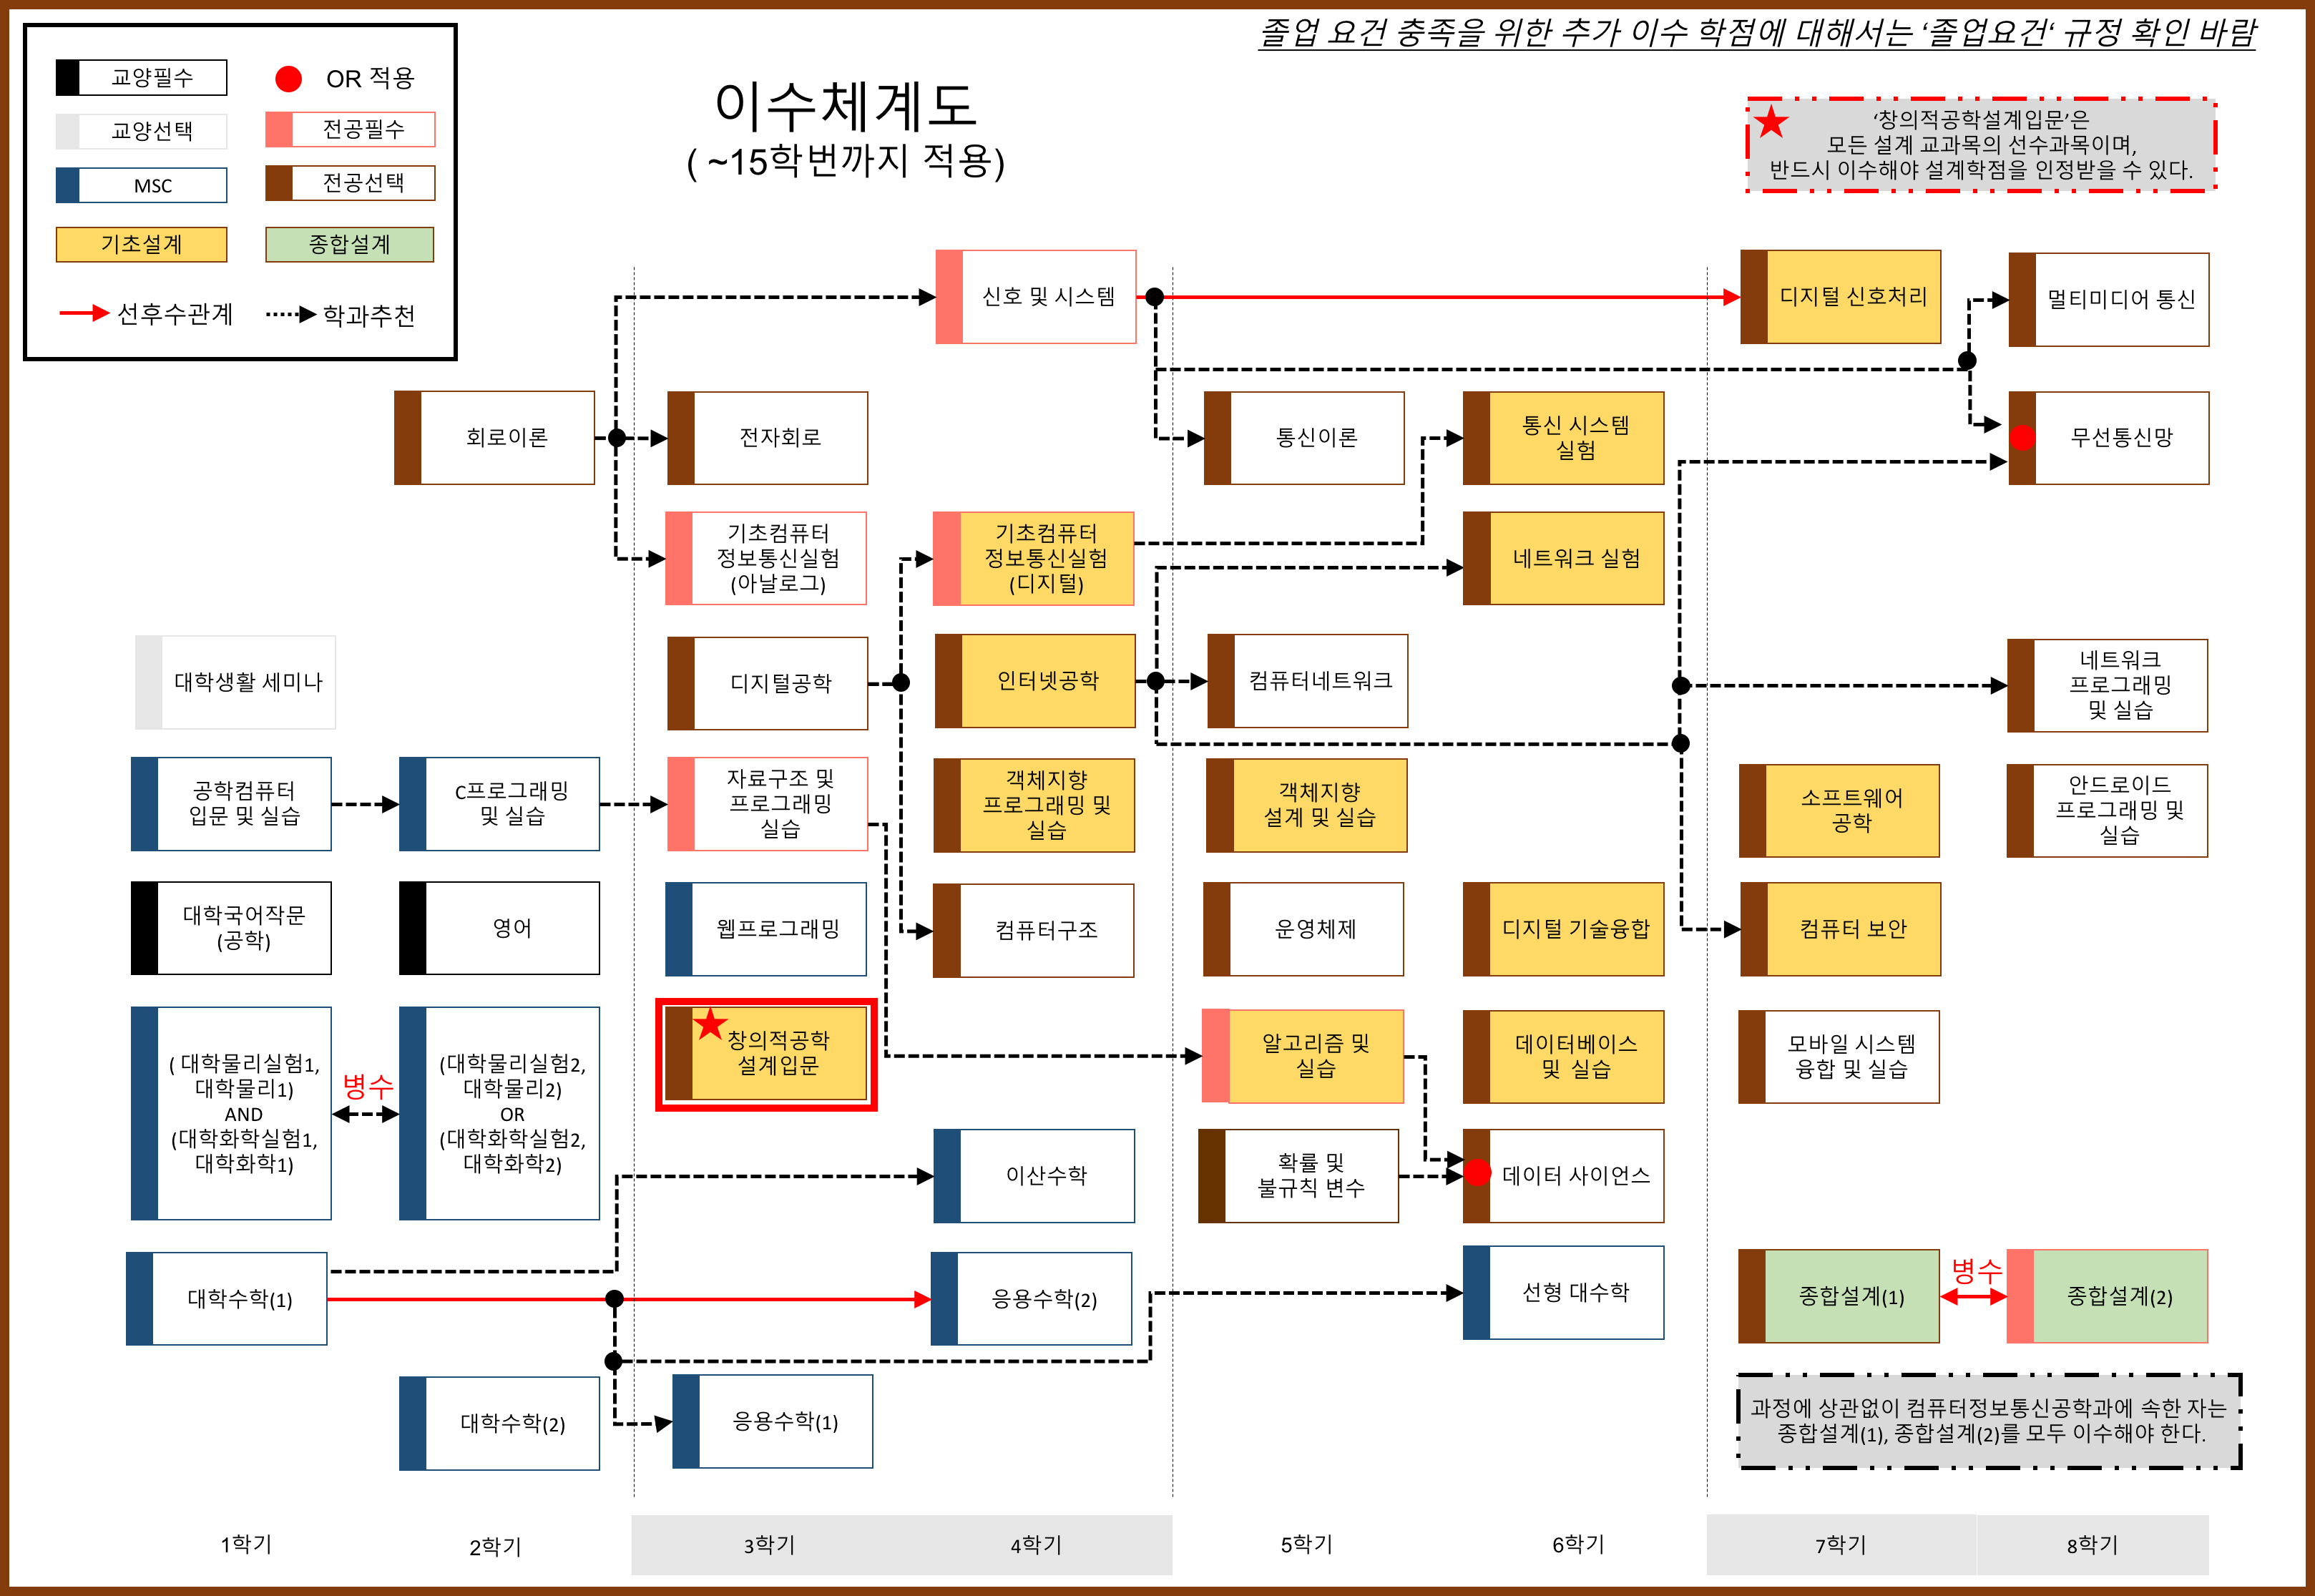 졸업 요건 충족을 위한 추가 이수 학점에 대해서는 ‘졸업요건‘ 규정 확인 바람
교양필수
OR 적용
교양선택
전공필수
MSC
전공선택
기초설계
종합설계
선후수관계
학과추천
이수체계도
( ~15학번까지 적용)
‘창의적공학설계입문’은
모든 설계 교과목의 선수과목이며,
반드시 이수해야 설계학점을 인정받을 수 있다.
신호 및 시스템
디지털 신호처리
멀티미디어 통신
회로이론
전자회로
통신이론
통신 시스템
실험
무선통신망
기초컴퓨터
정보통신실험
(아날로그)
기초컴퓨터
정보통신실험
(디지털)
네트워크 실험
대학생활 세미나
디지털공학
인터넷공학
컴퓨터네트워크
네트워크
프로그래밍
및 실습
공학컴퓨터
입문 및 실습
C프로그래밍
및 실습
자료구조 및
프로그래밍
실습
객체지향
프로그래밍 및
실습
객체지향
설계 및 실습
소프트웨어
공학
안드로이드
프로그래밍 및
실습
대학국어작문
(공학)
영어
웹프로그래밍
컴퓨터구조
운영체제
디지털 기술융합
컴퓨터 보안
( 대학물리실험1,
대학물리1)
AND
(대학화학실험1,
대학화학1)
병수
(대학물리실험2,
대학물리2)
OR
(대학화학실험2,
대학화학2)
창의적공학
설계입문
알고리즘 및
실습
데이터베이스
및 실습
모바일 시스템
융합 및 실습
이산수학
확률 및
불규칙 변수
데이터 사이언스
대학수학(1)
응용수학(2)
선형 대수학
종합설계(1)
병수
종합설계(2)
대학수학(2)
응용수학(1)
과정에 상관없이 컴퓨터정보통신공학과에 속한 자는
종합설계(1), 종합설계(2)를 모두 이수해야 한다.
1학기
2학기
3학기
4학기
5학기
6학기
7학기
8학기